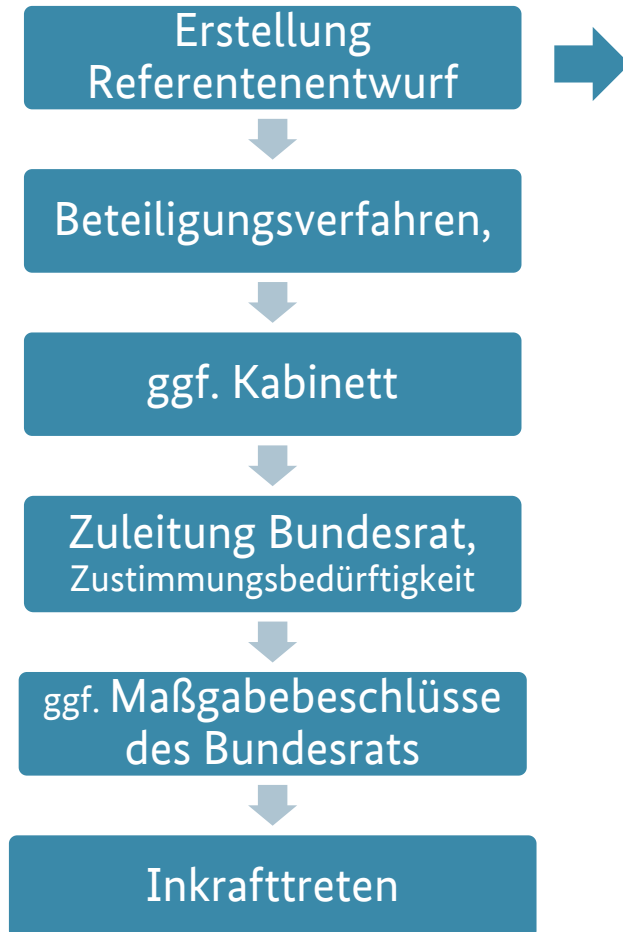 Erstellung
Referentenentwurf
Beteiligungsverfahren,
ggf. Kabinett
Zuleitung Bundesrat,
Zustimmungsbedürftigkeit
ggf. Maßgabebeschlüsse
des Bundesrats
Inkrafttreten